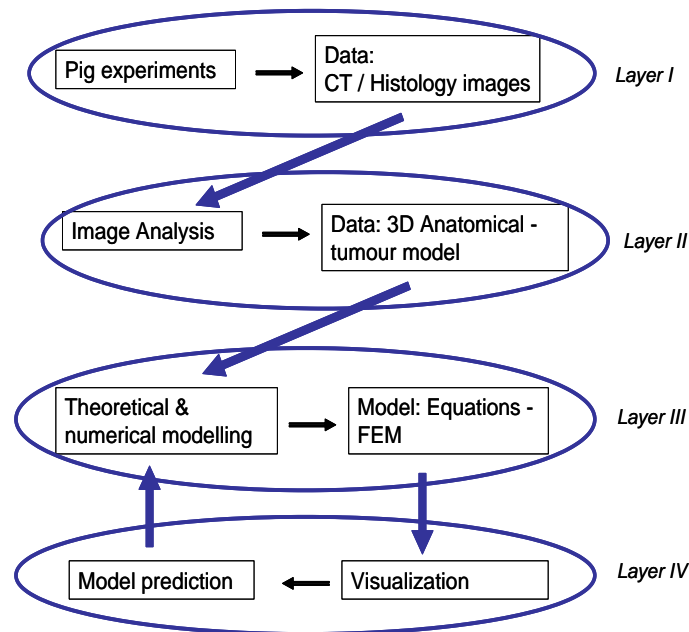 Pig experiments
Data:
CT / Histology images
Layer I
Image Analysis
Data: 3D Anatomical -
tumour model
Layer II
Theoretical &
numerical modelling
Model: Equations -
FEM
Layer III
Model prediction
Visualization
Layer IV